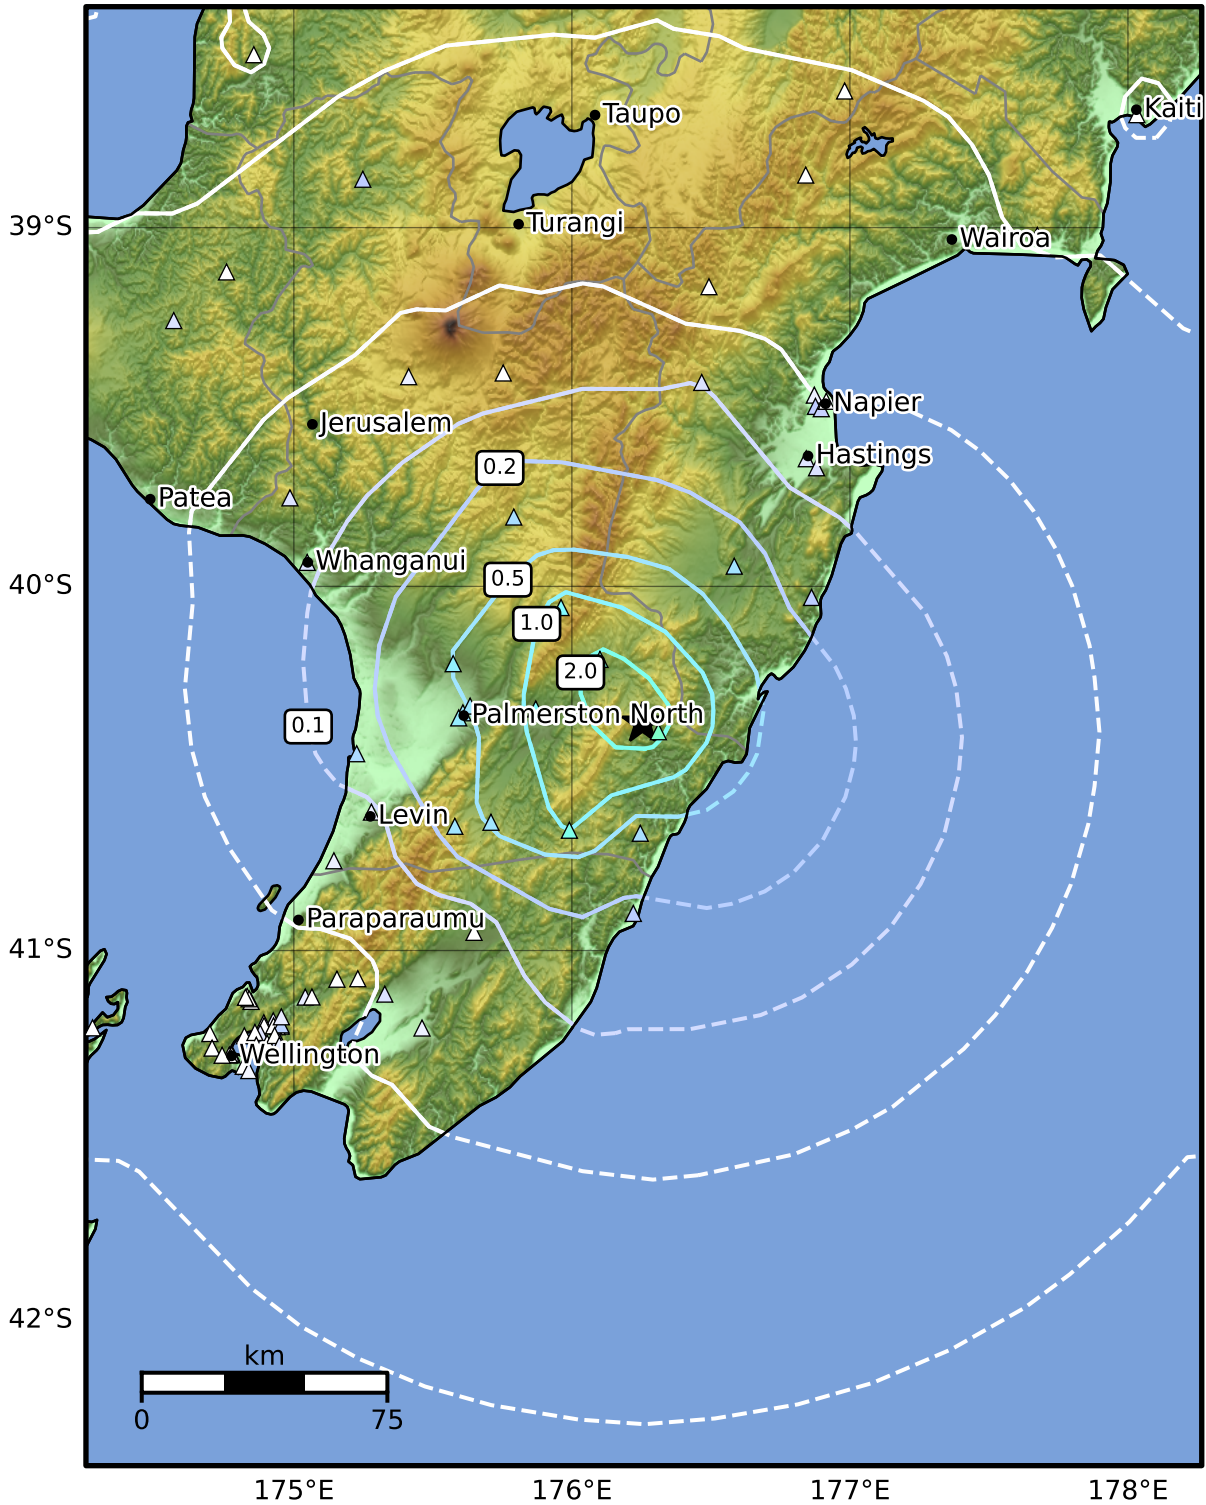 Kaiti
Taupo
Turangi
39°S
Wairoa
Napier
Jerusalem
Hastings
0.2
Patea
Whanganui
0.5
40°S
1.0
2.0
Palmerston North
0.1
Levin
Paraparaumu
41°S
Wellington
42°S
km
0 75
175°E 176°E 177°E 178°E